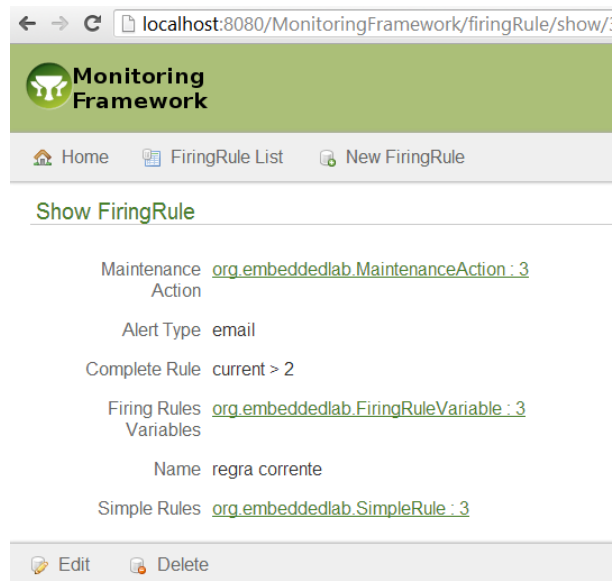 localhost:8080/MonitoringFramework/firingRule/show/3
Monitoring
Framework
Home FiringRule List New FiringRule
Show FiringRule
Maintenance org.embeddedlab.MaintenanceAction : 3
Action
Alert Type email
Complete Rule current > 2
Firing Rules org.embeddedlab.FiringRuleVariable : 3
Variables
Name regra corrente
Simple Rules org.embeddedlab.SimpleRule : 3
Edit Delete